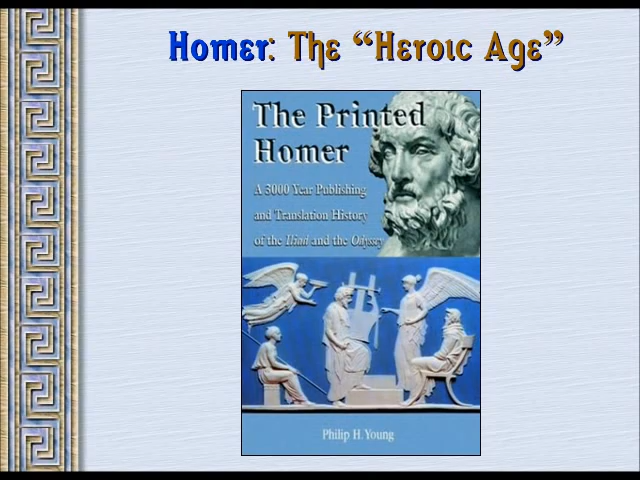 Homer: The “Heroic Age”
The Printed
Homer
A 3000 Year Publishing
and Translation History
of the Iliad and the Odyssey
Philip H. Young